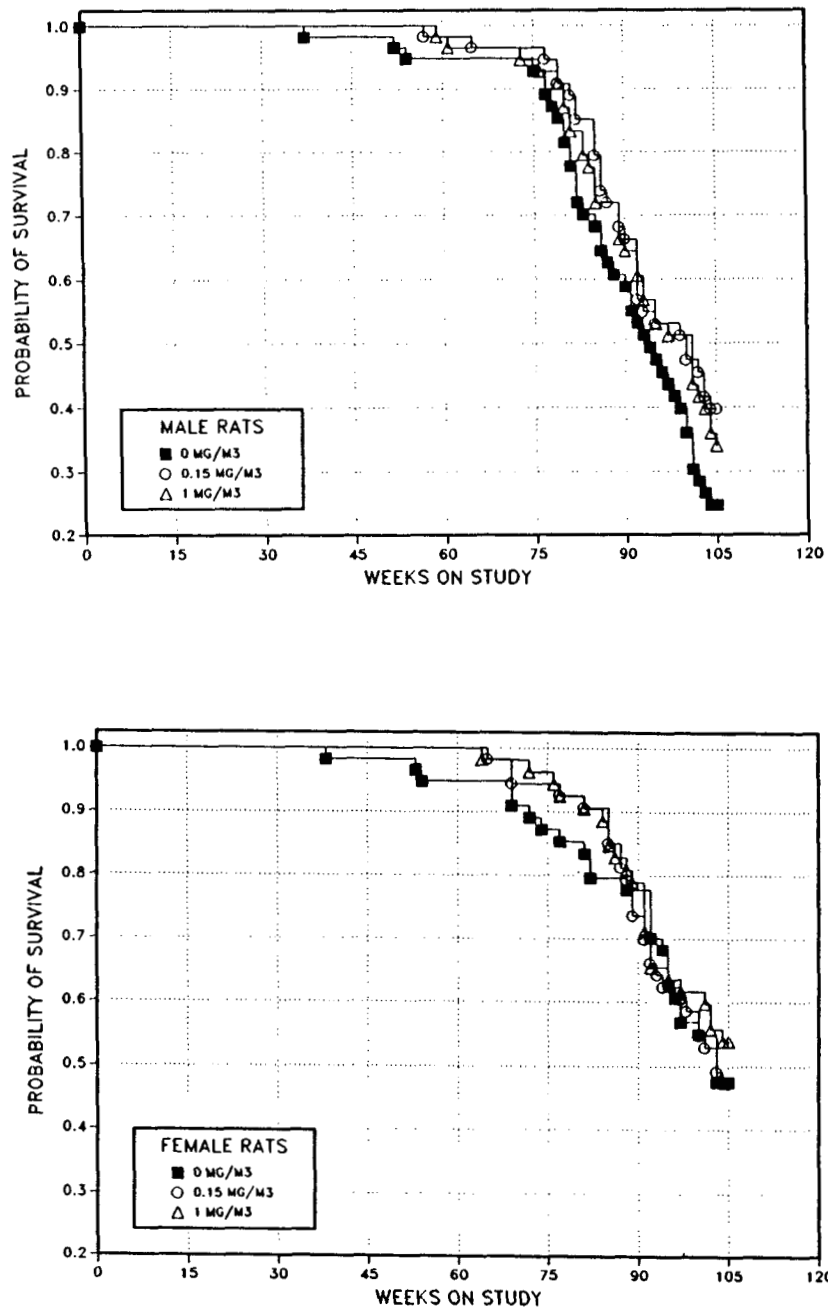 1.0
0.9
0.8
0.7
0.6
0.5
0.4
0.3
0.2
PROBABILITY OF SURVIVAL
MALE RATS
0 MG/M3
0.15 MG/M3
1 MG/M3
0 15 30 45 60 75 90 105 120
WEEKS ON STUDY
1.0
0.9
0.8
0.7
0.6
0.5
0.4
0.3
0.2
PROBABILITY OF SURVIVAL
FEMALE RATS
0 MG/M3
0.15 MG/M3
1 MG/M3
0 15 30 45 60 75 90 105 120
WEEKS ON STUDY